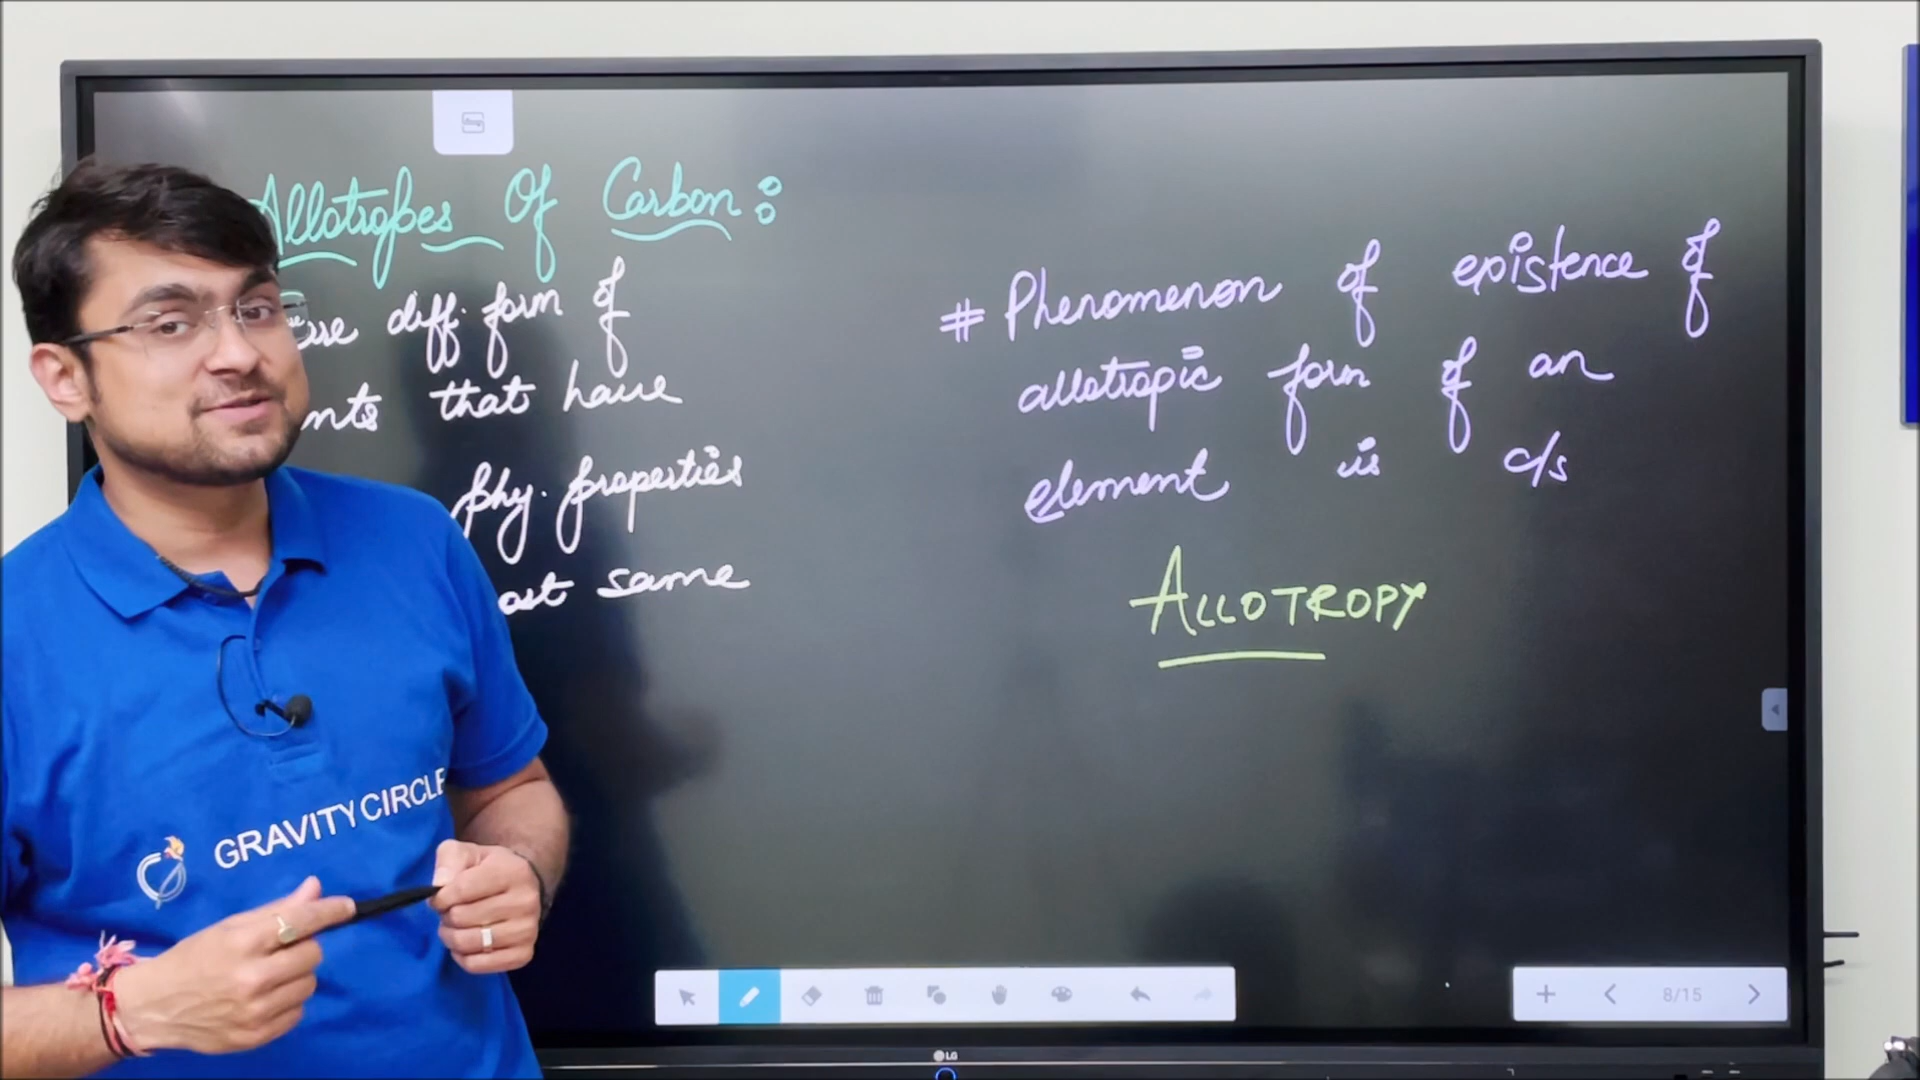 Allotropes Of Carbon :
diff. form of
that have
phy. properties
same
# Phenomenon of existence of
allotropic form of an
element is c/s
ALLOTROPY
GRAVITY CIRCLE
8/15
LG